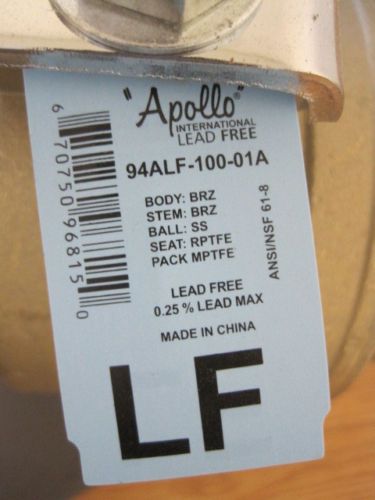 "Apollo"®
INTERNATIONAL
LEAD FREE
94ALF-100-01A
BODY: BRZ
STEM: BRZ
BALL: SS
SEAT: RPTFE
PACK MPTFE
ANSI/NSF 61-8
LEAD FREE
0.25% LEAD MAX
MADE IN CHINA
LF
6 70750 96815 0